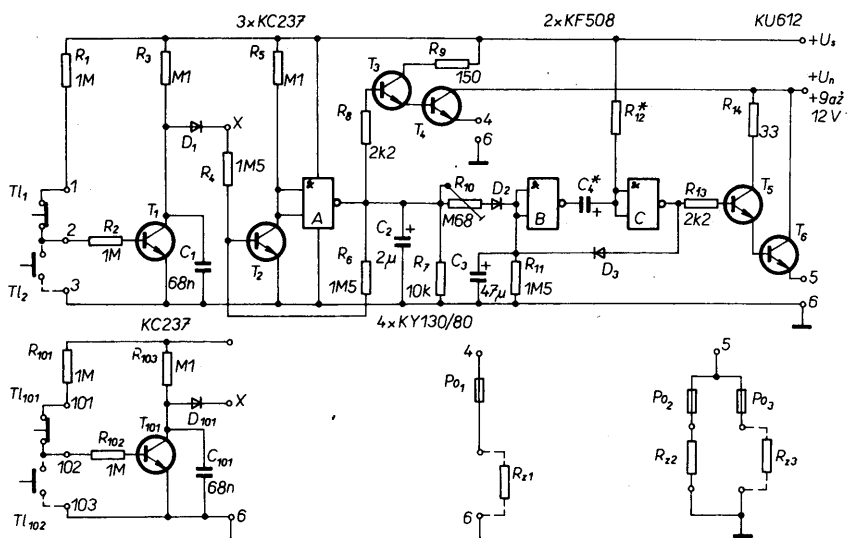 3×KC237
2×KF508
KU612
R1
1M
R3
M1
R5
M1
R9
150
+Us
+Un
+9až
12V
T3
T4
4
6
R8
2k2
R12*
R14
33
D1
X
R4
1M5
Tl1
1
2
R2
1M
T1
C1
68n
Tl2
3
T2
&
A
R6
1M5
C2
+
2μ
R7
10k
R10
M68
D2
C3
+
47μ
R11
1M5
&
B
C4*
+
&
C
D3
R13
2k2
T5
T6
5
6
KC237
4×KY130/80
R101
1M
R103
M1
Tl101
101
D101
X
R102
1M
102
T101
C101
68n
Tl102
103
6
4
Po1
Rz1
6
5
Po2
Po3
Rz2
Rz3